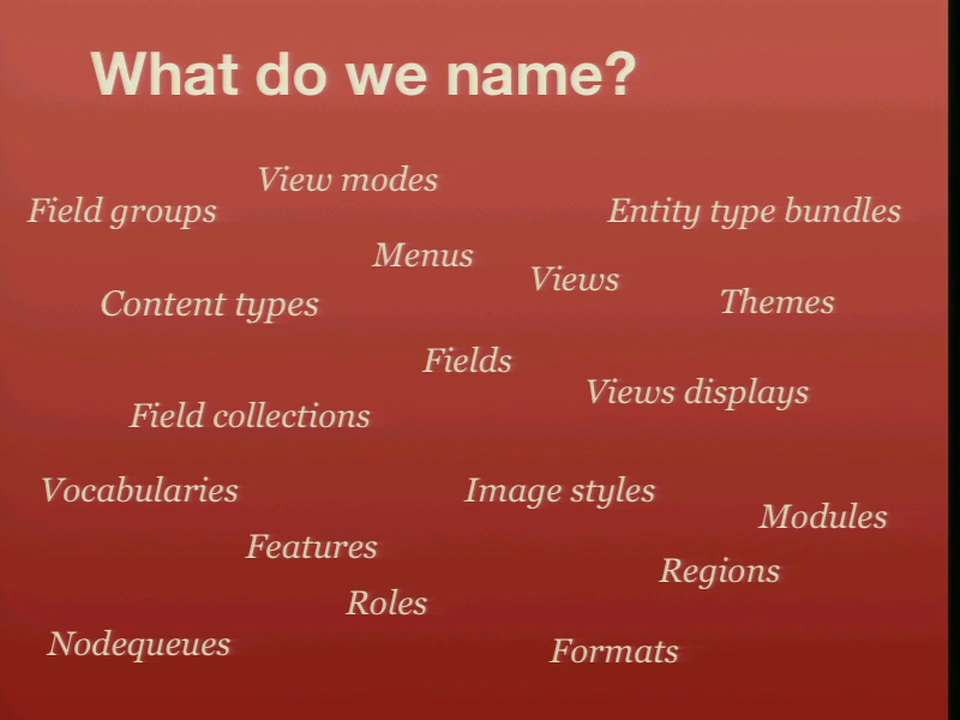 What do we name?
View modes
Field groups
Entity type bundles
Menus
Views
Content types
Themes
Fields
Views displays
Field collections
Vocabularies
Image styles
Modules
Features
Regions
Roles
Nodequeues
Formats